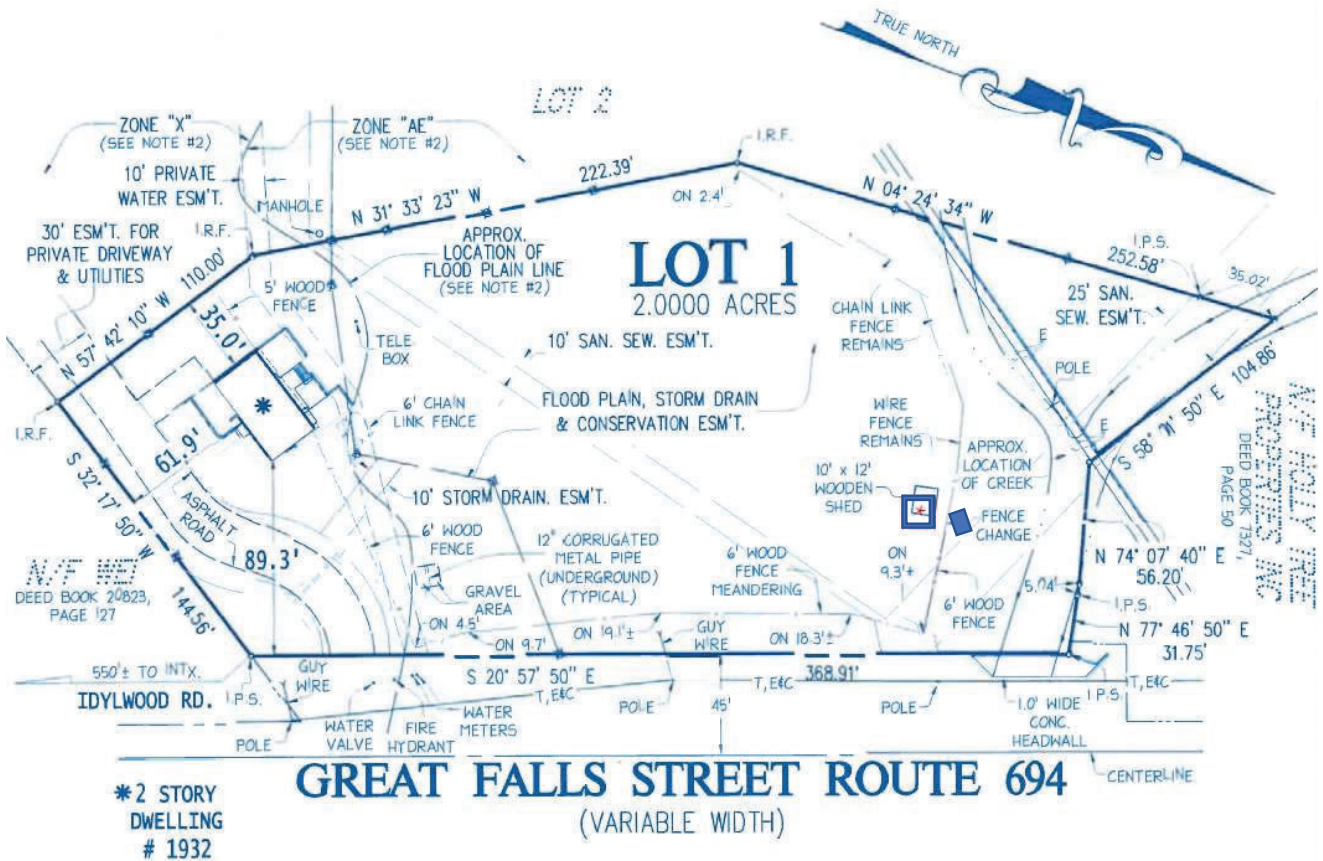 TRUE NORTH
LOT 2
ZONE "X"
(SEE NOTE #2)
ZONE "AE"
(SEE NOTE #2)
I.R.F.
10' PRIVATE
WATER ESM'T.
MANHOLE
N 31° 33' 23" W
222.39'
ON 2.4'
N 04° 24' 34" W
30' ESM'T. FOR
PRIVATE DRIVEWAY
& UTILITIES
I.R.F.
APPROX.
LOCATION OF
FLOOD PLAIN LINE
(SEE NOTE #2)
LOT 1
2.0000 ACRES
I.P.S.
252.58'
35.02'
N 57° 42' 10" W 110.00'
5' WOOD
FENCE
35.0'
TELE
BOX
10' SAN. SEW. ESM'T.
CHAIN LINK
FENCE
REMAINS
25' SAN.
SEW. ESM'T.
E
POLE
104.86'
*
6' CHAIN
LINK FENCE
FLOOD PLAIN, STORM DRAIN
& CONSERVATION ESM'T.
WIRE
FENCE
REMAINS
E
I.R.F.
61.9'
10' x 12'
WOODEN
SHED
*
APPROX.
LOCATION
OF CREEK
DEED BOOK 7327,
PAGE 50
S 32° 17' 50" W
144.56'
ASPHALT
ROAD
10' STORM DRAIN. ESM'T.
FENCE
CHANGE
89.3'
6' WOOD
FENCE
12" CORRUGATED
METAL PIPE
(UNDERGROUND)
(TYPICAL)
6' WOOD
FENCE
MEANDERING
ON
9.3'±
N 74° 07' 40" E
56.20'
DEED BOOK 20823,
PAGE 127
GRAVEL
AREA
6' WOOD
FENCE
5.04'
I.P.S.
ON 4.5'
ON 9.7'
ON 19.1'±
GUY
WIRE
ON 18.3'±
N 77° 46' 50" E
31.75'
550'± TO INTX.
GUY
WIRE
S 20° 57' 50" E
368.91'
IDYLWOOD RD.
I.P.S.
T,E&C
T,E&C
I.P.S.
T,E&C
POLE
WATER
VALVE
FIRE
HYDRANT
WATER
METERS
POLE
45'
POLE
1.0' WIDE
CONC.
HEADWALL
GREAT FALLS STREET ROUTE 694
(VARIABLE WIDTH)
CENTERLINE
*2 STORY
DWELLING
# 1932